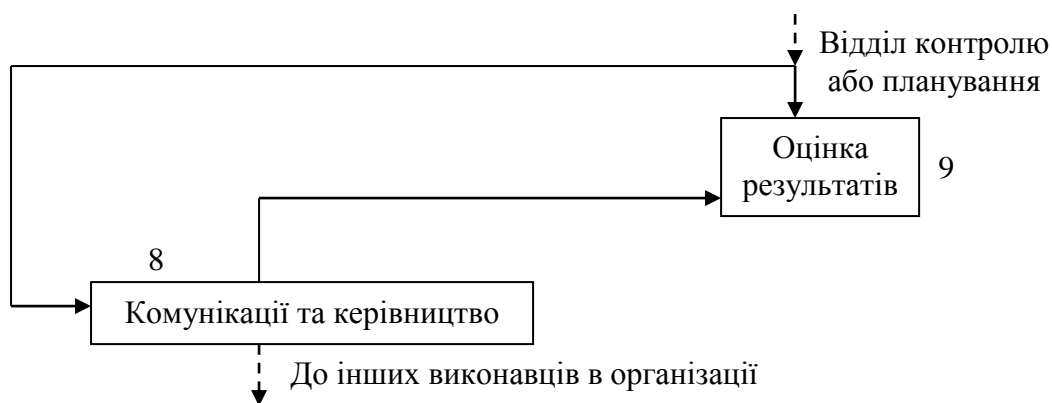 Відділ контролю
або планування
Оцінка
результатів
9
8
Комунікації та керівництво
До інших виконавців в організації